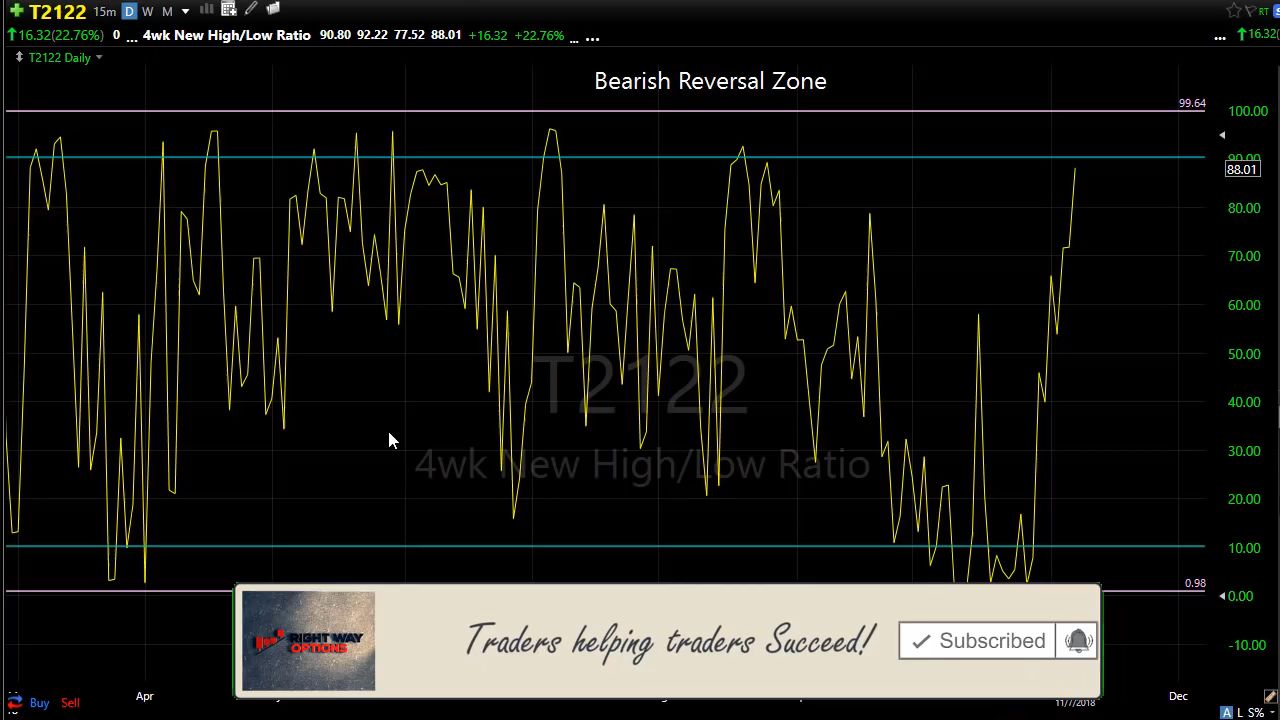 T2122 15m D W M RT
16.32(22.76%) 0 ... 4wk New High/Low Ratio 90.80 92.22 77.52 88.01 +16.32 +22.76% ... ... ... 16.32(
T2122 Daily
Bearish Reversal Zone
99.64
100.00
90.00
88.01
80.00
70.00
60.00
50.00
40.00
30.00
20.00
10.00
0.98
0.00
-10.00
T2122
4wk New High/Low Ratio
RIGHT WAY
OPTIONS
Traders helping traders Succeed!
Subscribed
Apr
Dec
Buy Sell
11/7/2018
A L S%